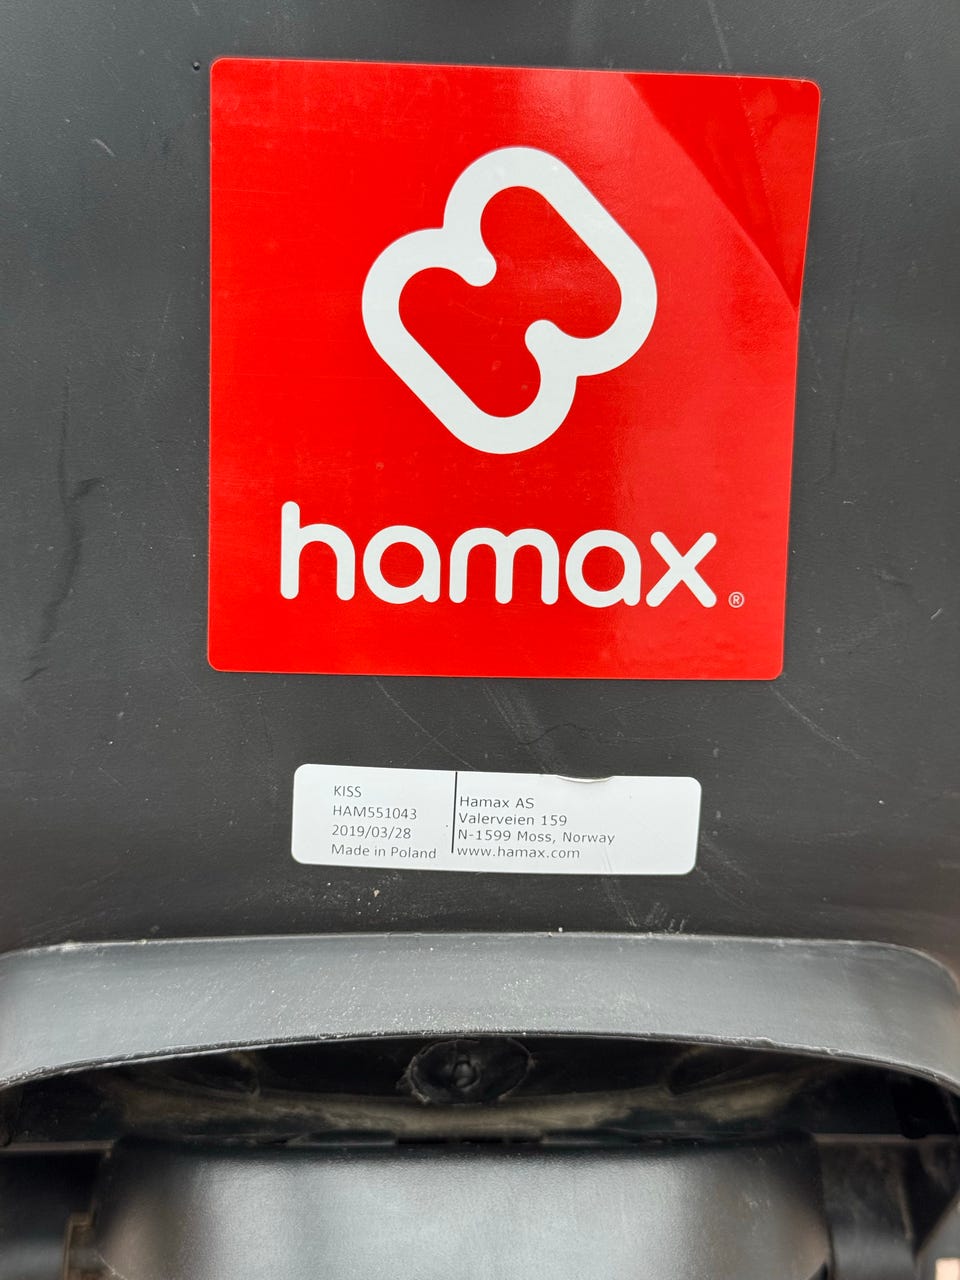 hamax®
KISS
HAM551043
2019/03/28
Made in Poland
Hamax AS
Valerveien 159
N-1599 Moss, Norway
www.hamax.com